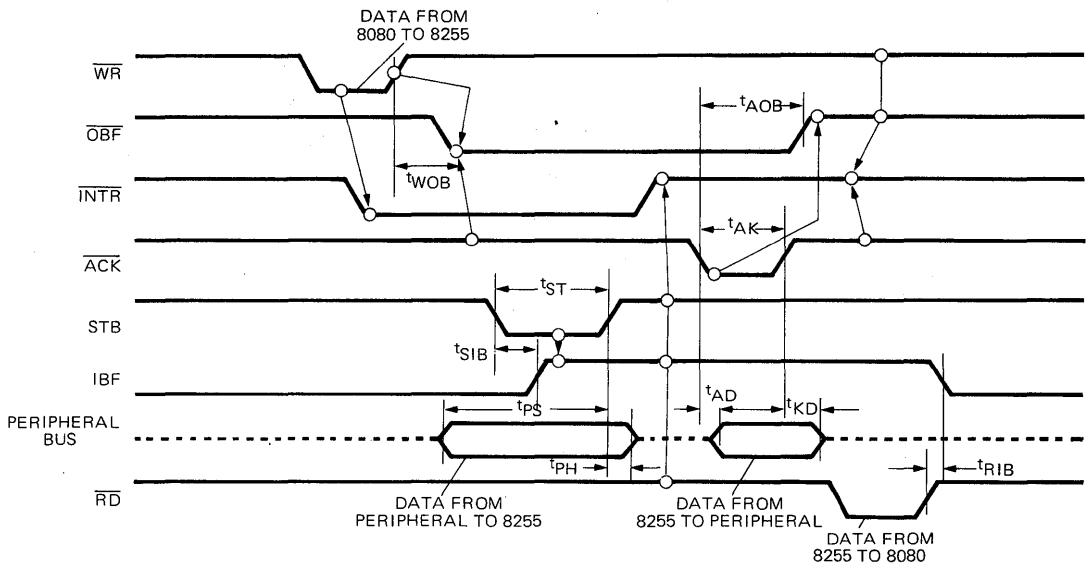 DATA FROM
8080 TO 8255
WR
OBF
tAOB
tWOB
INTR
tAK
ACK
tST
STB
tSIB
IBF
tPS
tAD
tKD
PERIPHERAL
BUS
tPH
tRIB
RD
DATA FROM
PERIPHERAL TO 8255
DATA FROM
8255 TO PERIPHERAL
DATA FROM
8255 TO 8080